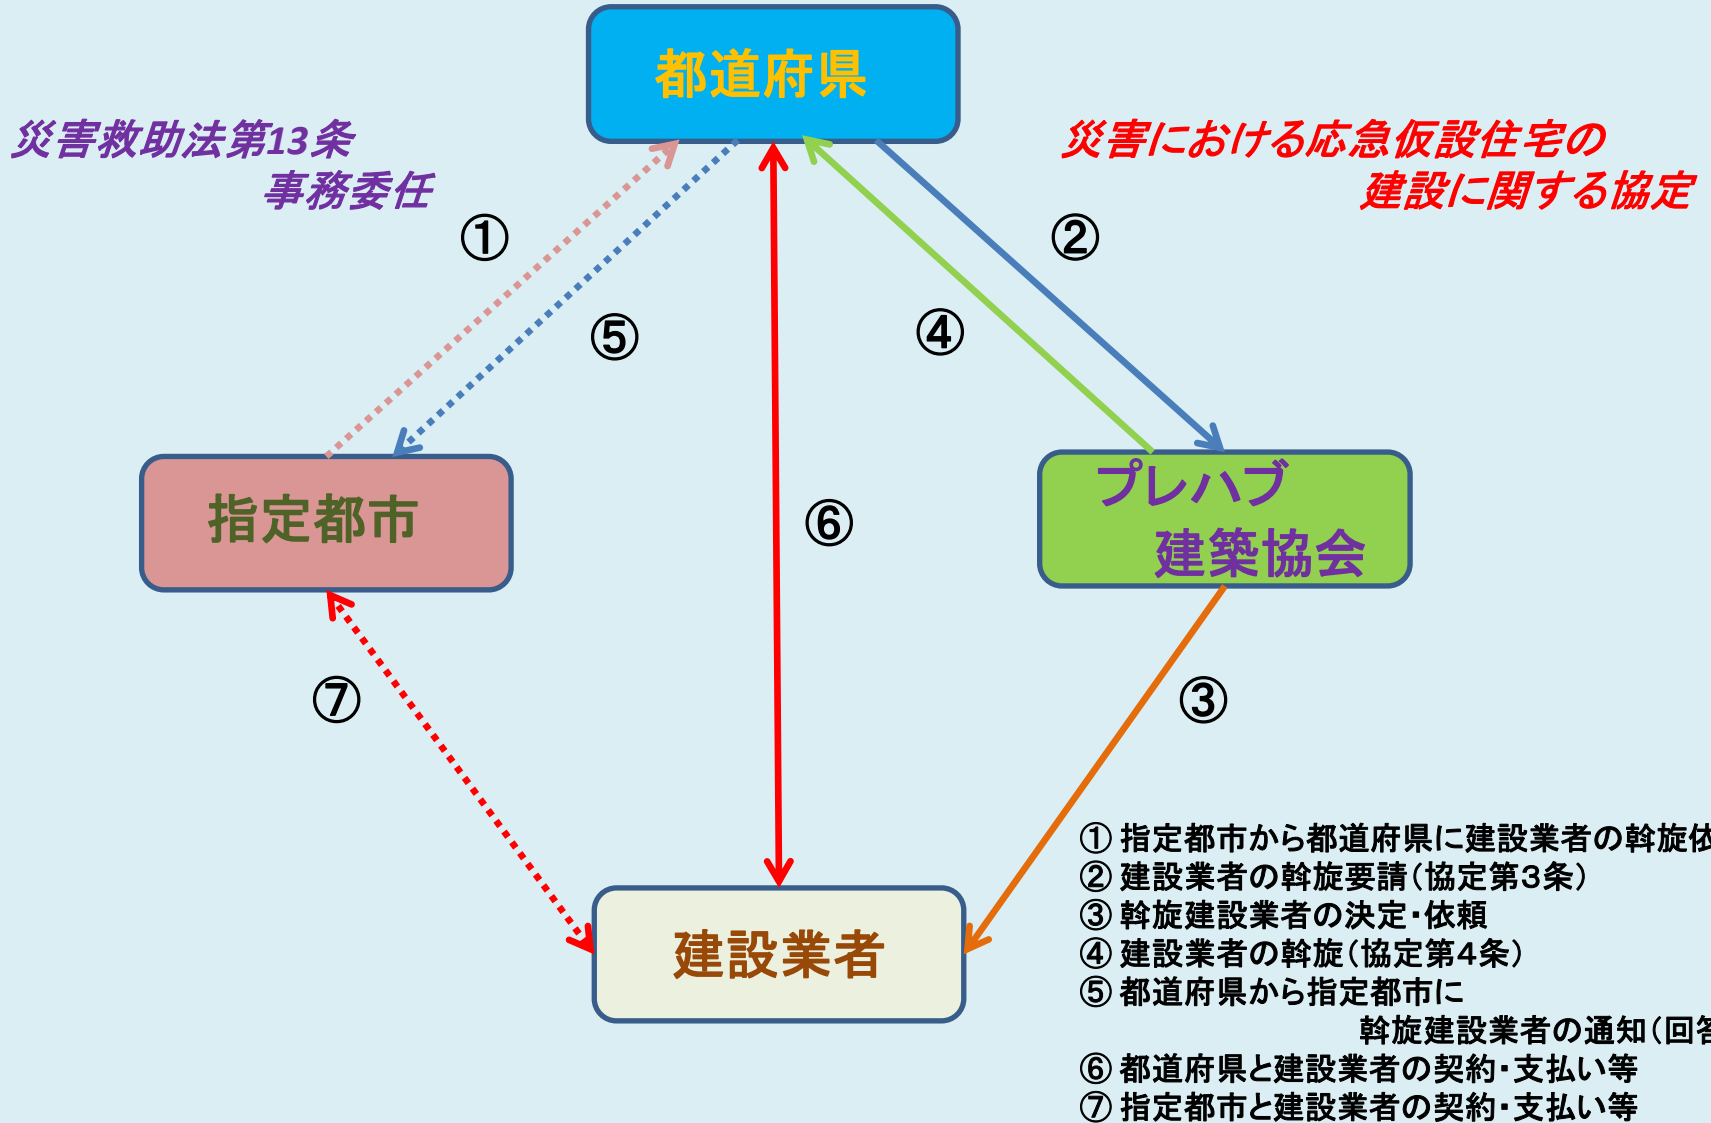 都道府県
災害救助法第13条
事務委任
災害における応急仮設住宅の
建設に関する協定
①
②
⑤
④
指定都市
プレハブ
建築協会
⑥
⑦
③
建設業者
①指定都市から都道府県に建設業者の斡旋依
②建設業者の斡旋要請（協定第３条）
③斡旋建設業者の決定・依頼
④建設業者の斡旋（協定第４条）
⑤都道府県から指定都市に
斡旋建設業者の通知（回答
⑥都道府県と建設業者の契約・支払い等
⑦指定都市と建設業者の契約・支払い等